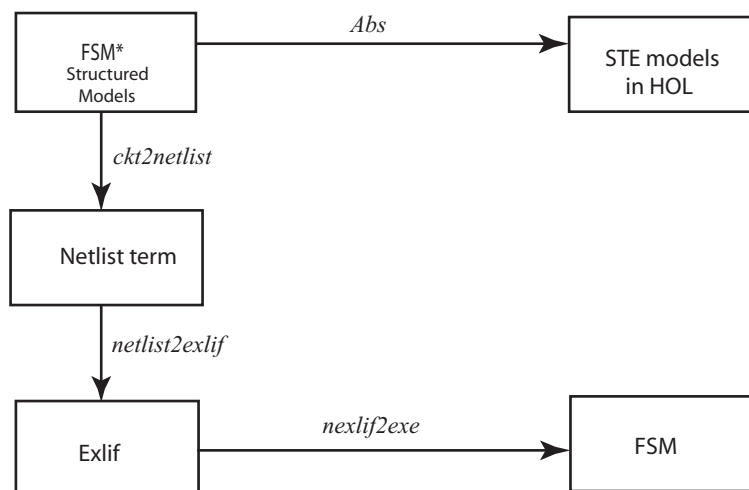 Abs
FSM*
Structured
Models
STE models
in HOL
ckt2netlist
Netlist term
netlist2exlif
Exlif
nexlif2exe
FSM